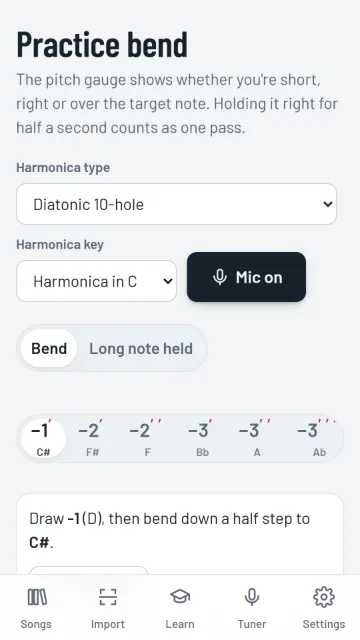 Practice bend
The pitch gauge shows whether you're short,
right or over the target note. Holding it right for
half a second counts as one pass.
Harmonica type
Diatonic 10-hole
Harmonica key
Harmonica in C
Mic on
Bend
Long note held
−1′ −2′ −2′′ −3′ −3′′ −3′′′
C# F# F Bb A Ab
Draw -1 (D), then bend down a half step to
C#.
Songs Import Learn Tuner Settings